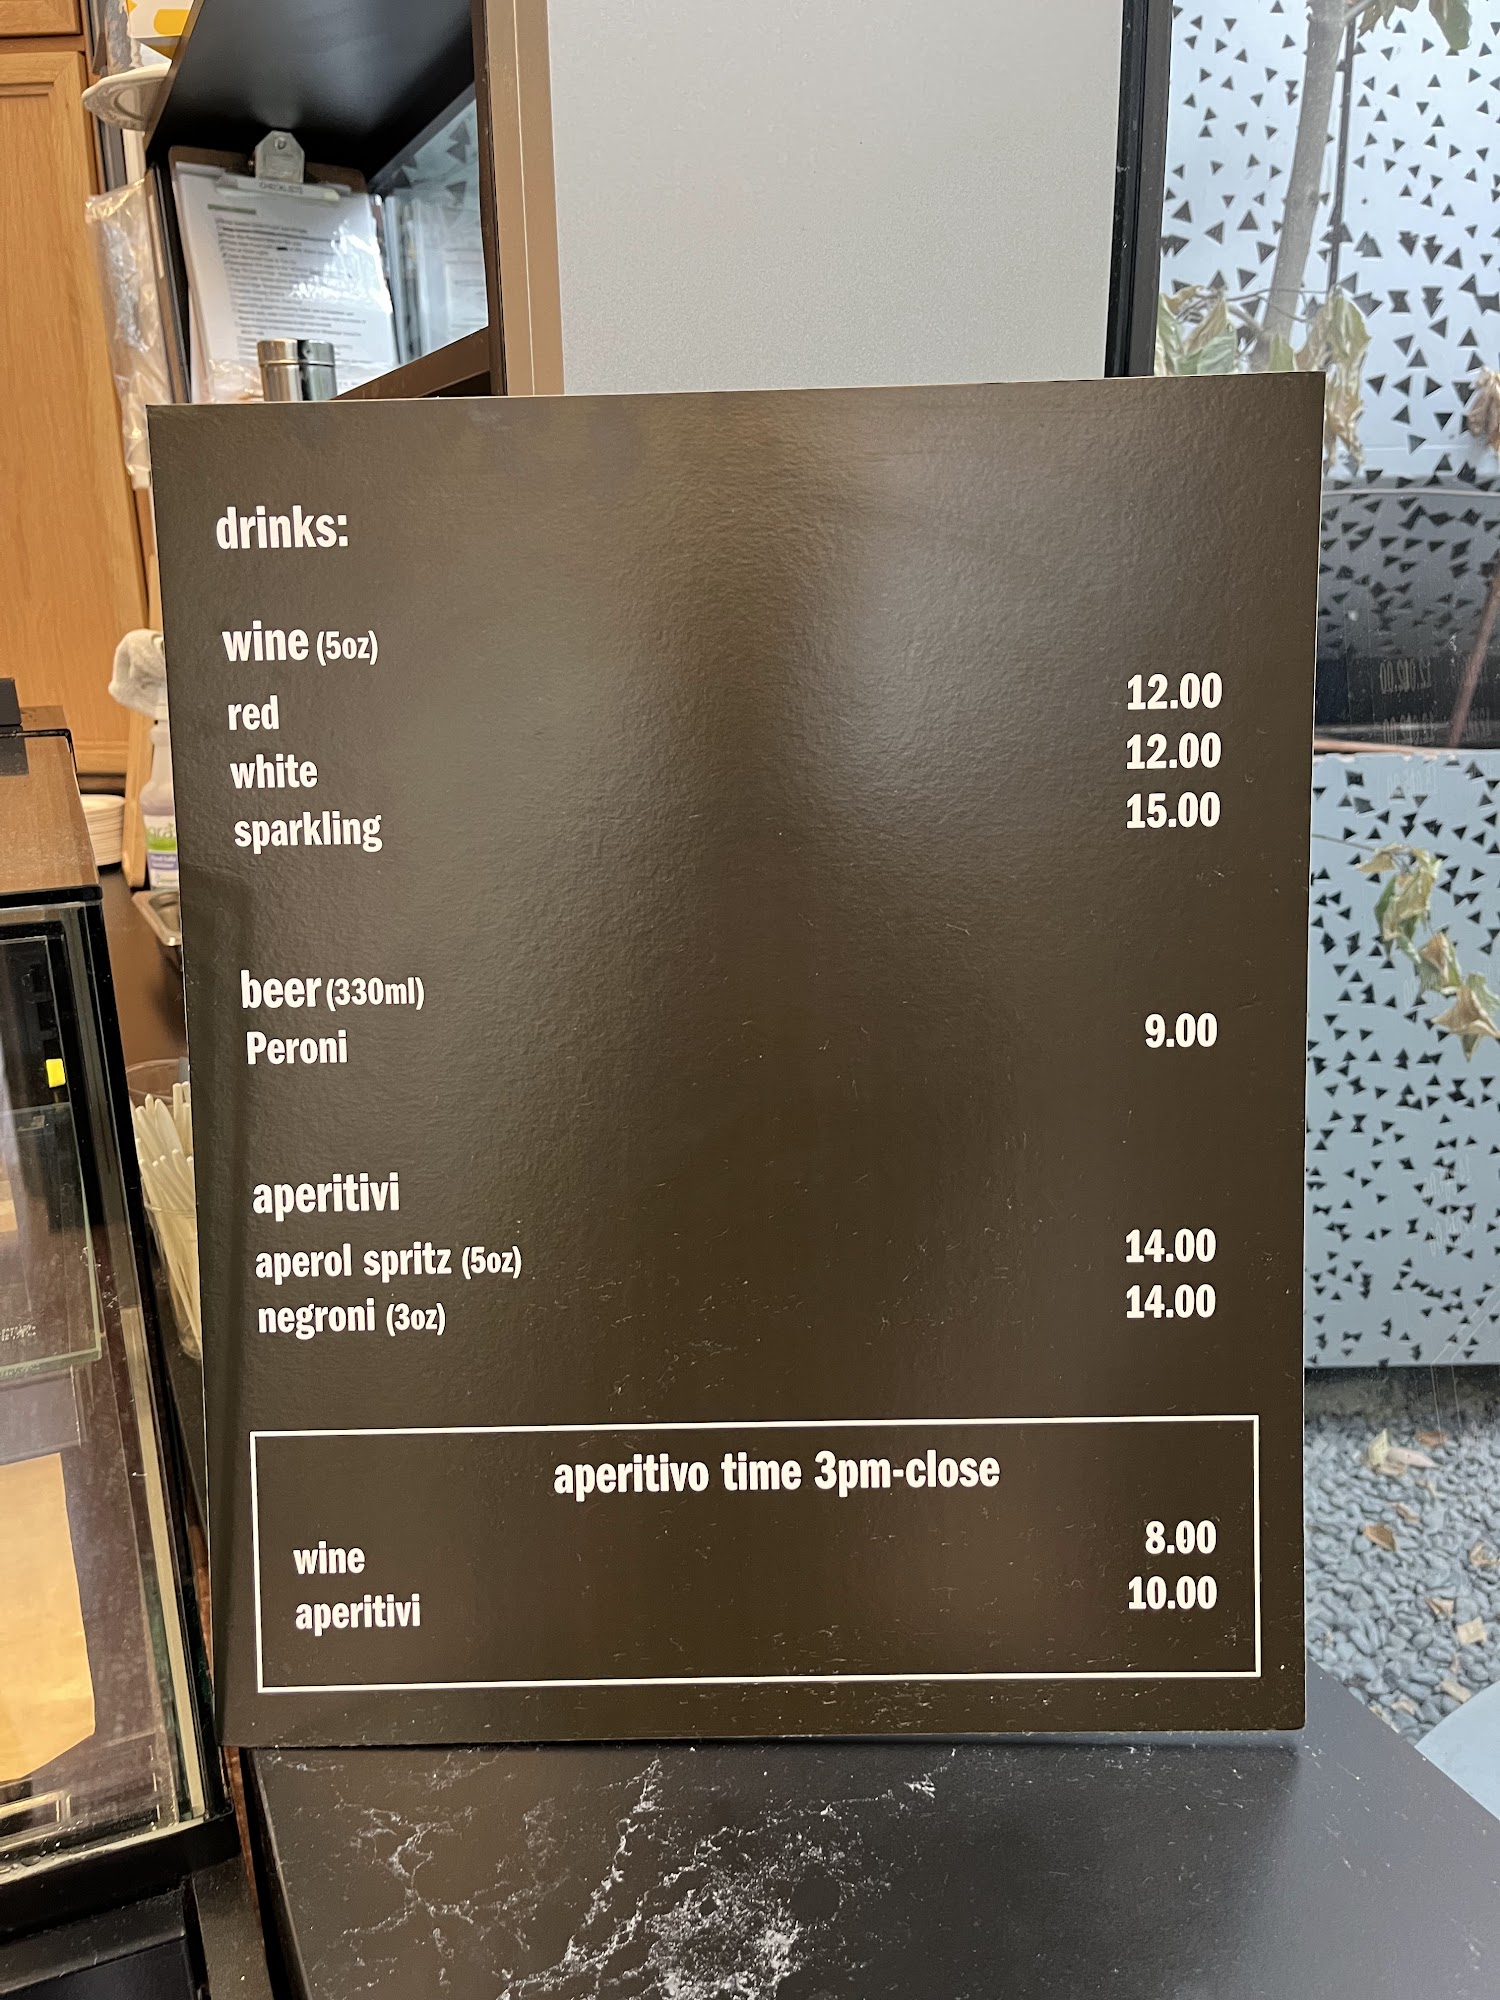 CHECKLISTS
drinks:
wine (5oz)
red 12.00
white 12.00
sparkling 15.00
beer (330ml)
Peroni 9.00
aperitivi
aperol spritz (5oz) 14.00
negroni (3oz) 14.00
aperitivo time 3pm-close
wine 8.00
aperitivi 10.00